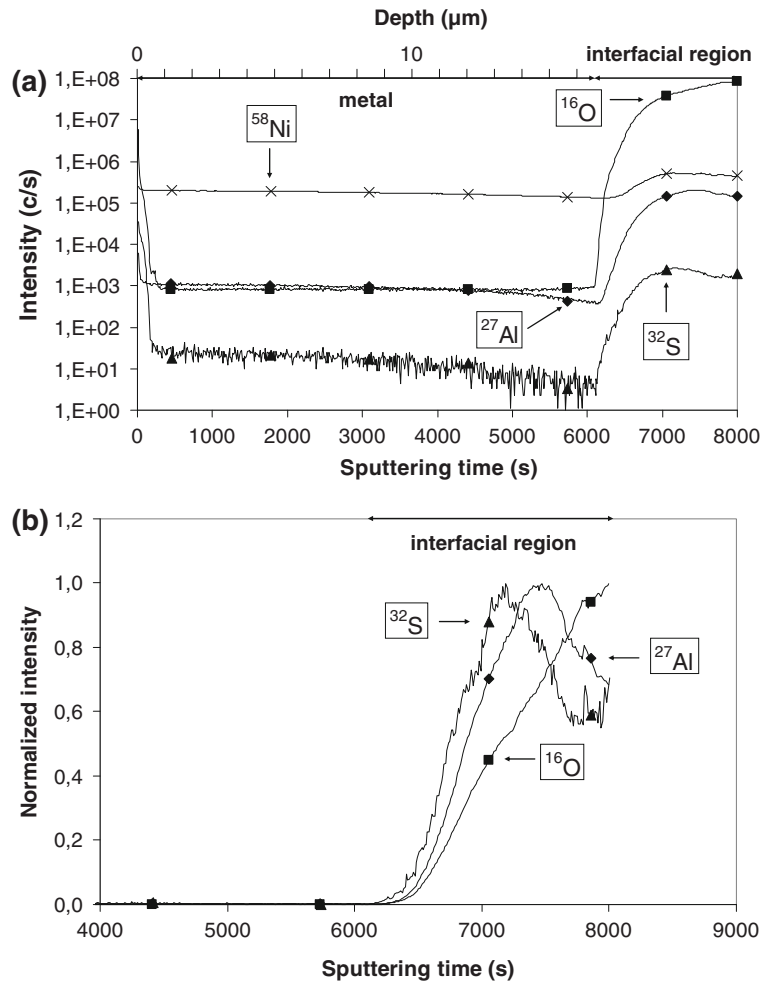 Depth (µm)
0 10 interfacial region
(a)
1,E+08
metal
16O
1,E+07
58Ni
1,E+06
1,E+05
1,E+04
1,E+03
27Al
32S
1,E+02
1,E+01
1,E+00
Intensity (c/s)
0 1000 2000 3000 4000 5000 6000 7000 8000
Sputtering time (s)
(b)
1,2
interfacial region
1,0
32S
0,8
27Al
0,6
16O
0,4
0,2
0,0
Normalized intensity
4000 5000 6000 7000 8000 9000
Sputtering time (s)